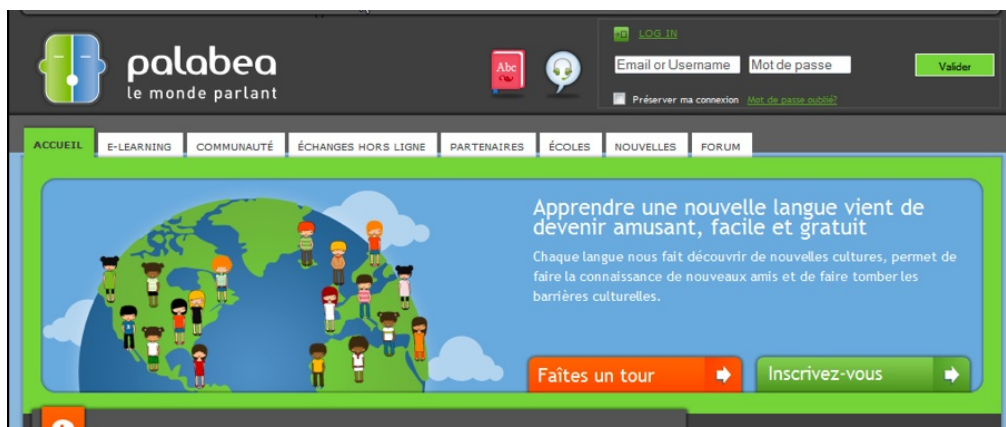 palabea
le monde parlant
Abc
LOG IN
Email or Username Mot de passe Valider
Préserver ma connexion Mot de passe oublié?
ACCUEIL E-LEARNING COMMUNAUTÉ ÉCHANGES HORS LIGNE PARTENAIRES ÉCOLES NOUVELLES FORUM
Apprendre une nouvelle langue vient de
devenir amusant, facile et gratuit
Chaque langue nous fait découvrir de nouvelles cultures, permet de
faire la connaissance de nouveaux amis et de faire tomber les
barrières culturelles.
Faîtes un tour Inscrivez-vous